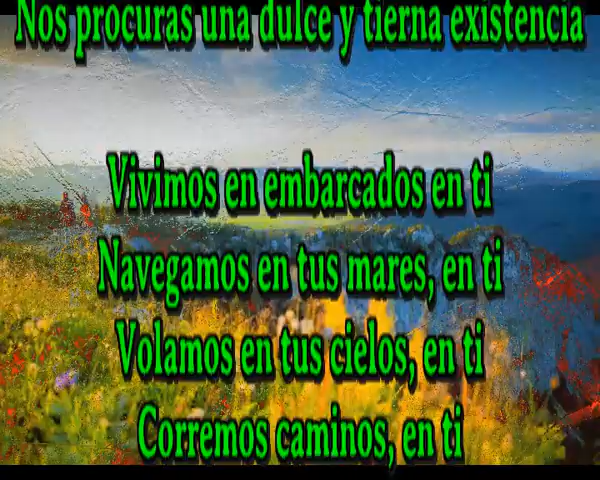 Nos procuras una dulce y tierna existencia
Vivimos en embarcados en ti
Navegamos en tus mares, en ti
Volamos en tus cielos, en ti
Corremos caminos, en ti